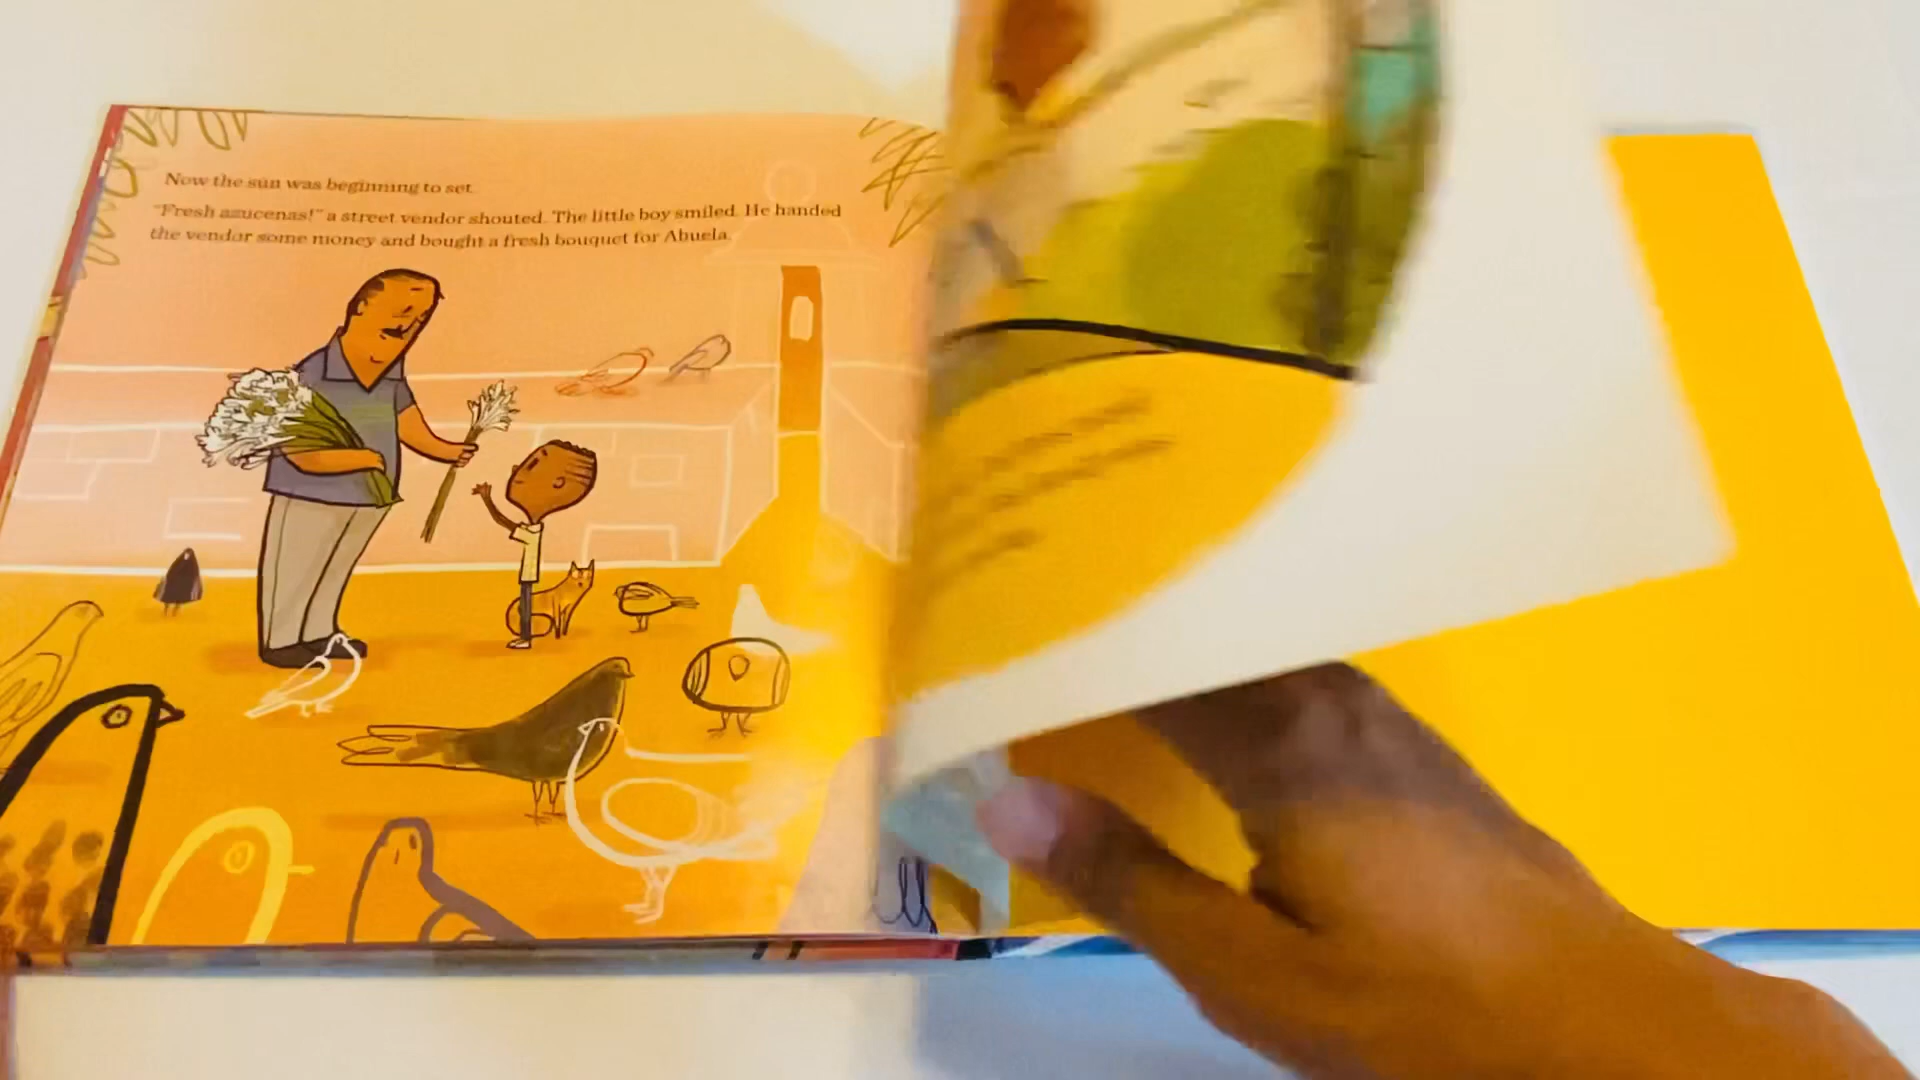 Now the sun was beginning to set.
"Fresh azucenas!" a street vendor shouted. The little boy smiled. He handed
the vendor some money and bought a fresh bouquet for Abuela.